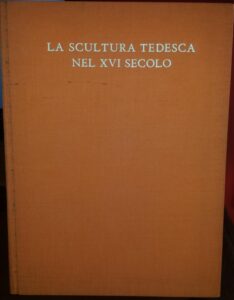 LA SCULTURA TEDESCA
NEL XVI SECOLO